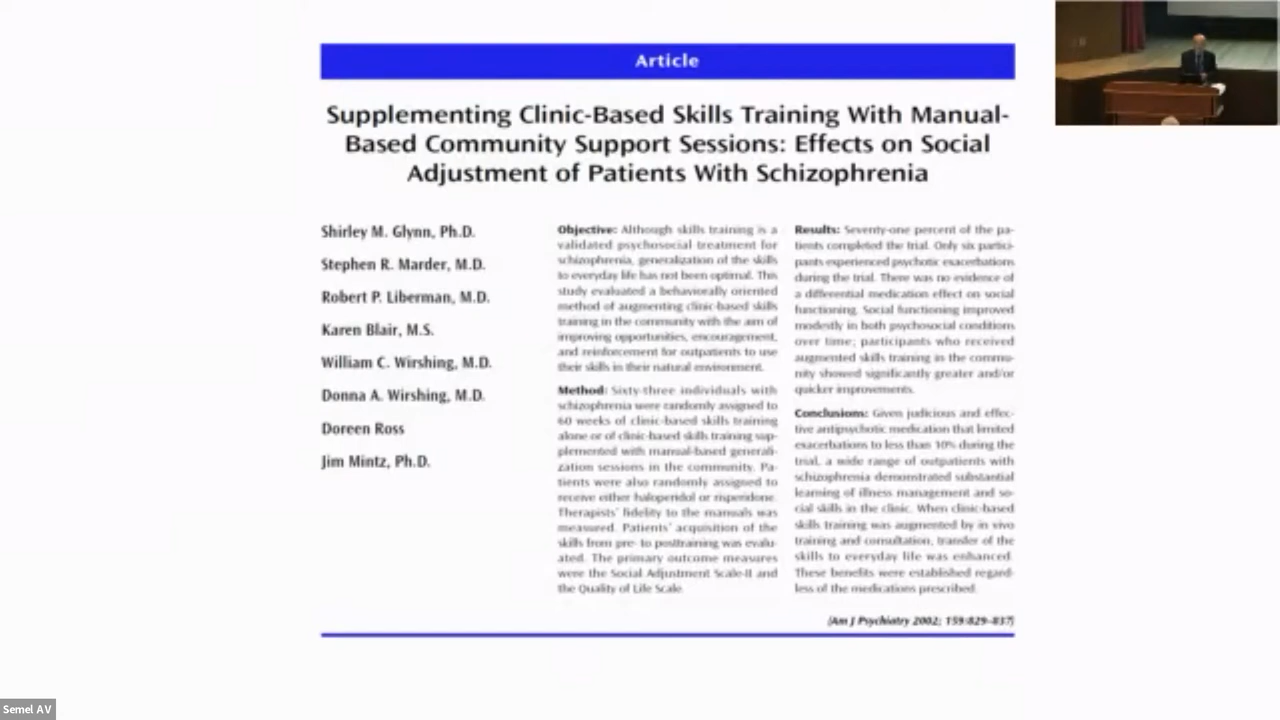 Article
Supplementing Clinic-Based Skills Training With Manual-
Based Community Support Sessions: Effects on Social
Adjustment of Patients With Schizophrenia
Shirley M. Glynn, Ph.D.
Stephen R. Marder, M.D.
Robert P. Liberman, M.D.
Karen Blair, M.S.
William C. Wirshing, M.D.
Donna A. Wirshing, M.D.
Doreen Ross
Jim Mintz, Ph.D.
Objective: Although skills training is a
validated psychosocial treatment for
schizophrenia, generalization of the skills
to everyday life has not been optimal. This
study evaluated a behaviorally oriented
method of augmenting clinic-based skills
training in the community with the aim of
improving opportunities, encouragement,
and reinforcement for outpatients to use
their skills in their natural environment.
Method: Sixty-three individuals with
schizophrenia were randomly assigned to
60 weeks of clinic-based skills training
alone or of clinic-based skills training sup-
plemented with manual-based generali-
zation sessions in the community. Pa-
tients were also randomly assigned to
receive either haloperidol or risperidone.
Therapists' fidelity to the manuals was
measured. Patients' acquisition of the
skills from pre- to posttraining was evalu-
ated. The primary outcome measures
were the Social Adjustment Scale-II and
the Quality of Life Scale.
Results: Seventy-one percent of the pa-
tients completed the trial. Only six partici-
pants experienced psychotic exacerbations
during the trial. There was no evidence of
a differential medication effect on social
functioning. Social functioning improved
modestly in both psychosocial conditions
over time; participants who received
augmented skills training in the commu-
nity showed significantly greater and/or
quicker improvements.
Conclusions: Given judicious and effec-
tive antipsychotic medication that limited
exacerbations to less than 10% during the
trial, a wide range of outpatients with
schizophrenia demonstrated substantial
learning of illness management and so-
cial skills in the clinic. When clinic-based
skills training was augmented by in vivo
training and consultation, transfer of the
skills to everyday life was enhanced.
These benefits were established regard-
less of the medications prescribed.
(Am J Psychiatry 2002; 159:829–837)
Semel AV